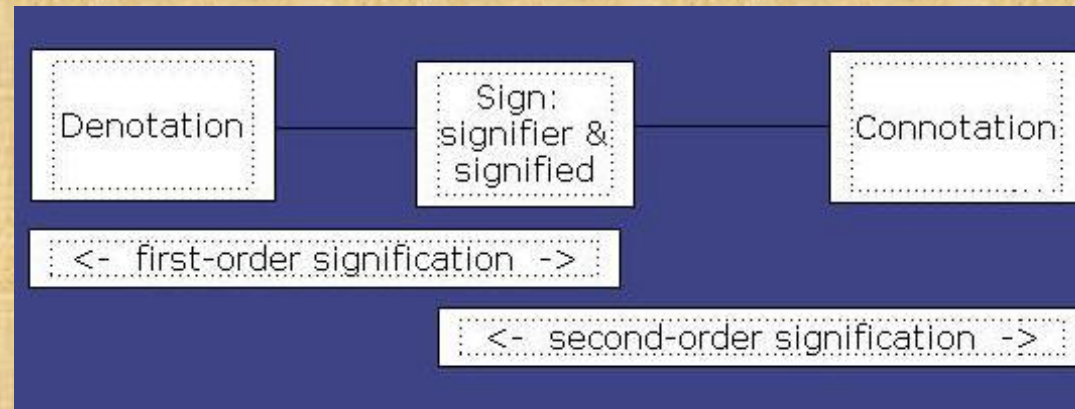 Denotation
Sign:
signifier &
signified
Connotation
<- first-order signification ->
<- second-order signification ->